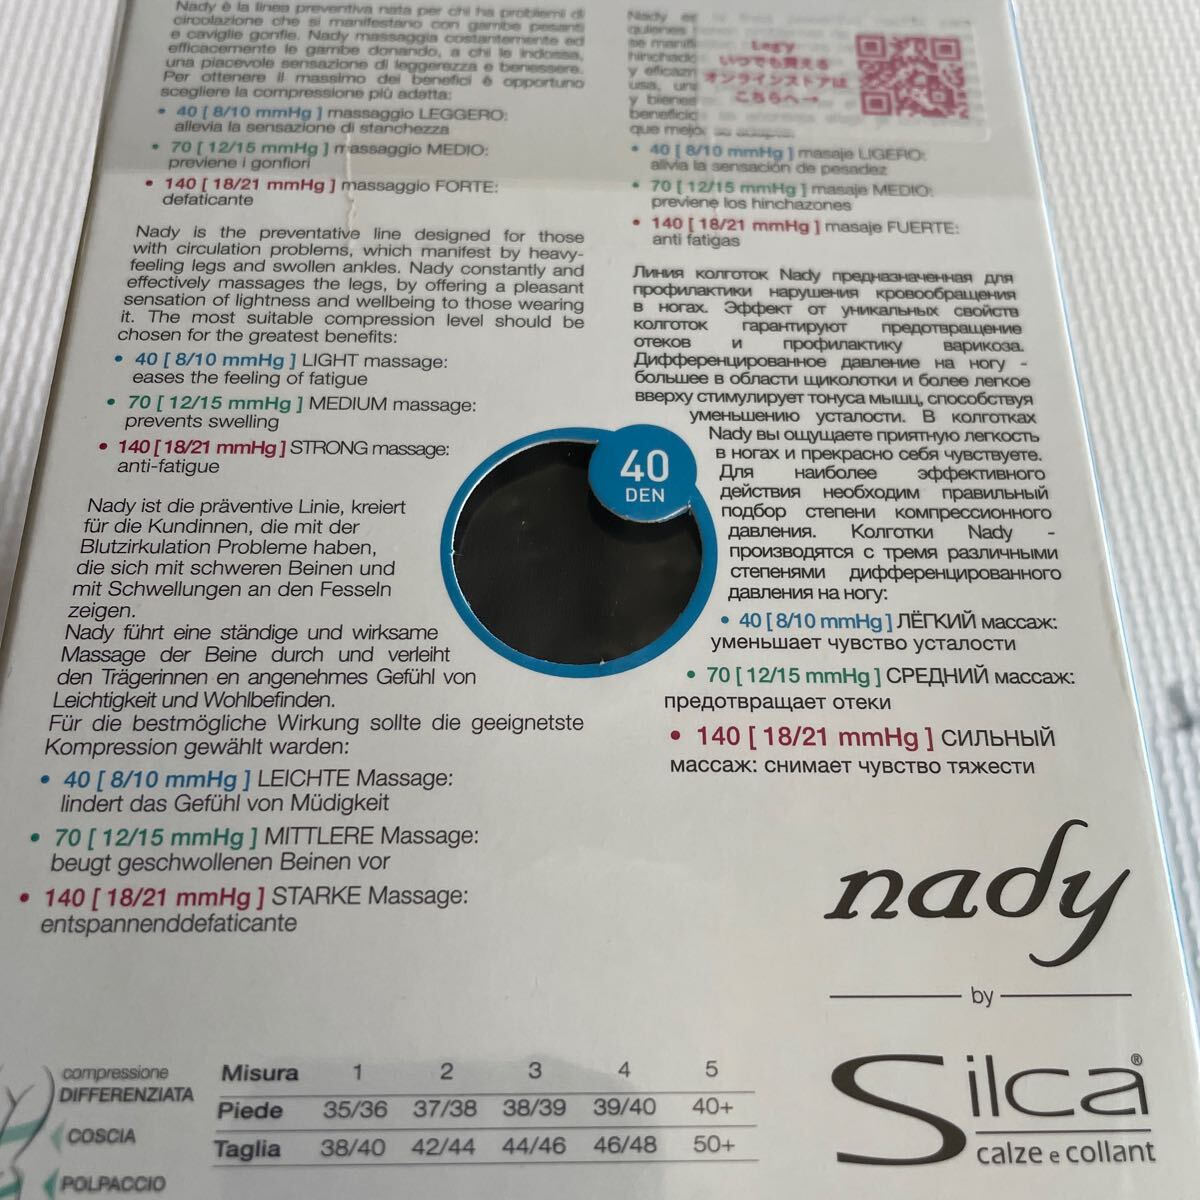 Nady è la linea preventiva nata per chi ha problemi di
circolazione che si manifestano con gambe pesanti
e caviglie gonfie. Nady massaggia costantemente ed
efficacemente le gambe donando, a chi le indossa,
una piacevole sensazione di leggerezza e benessere.
Per ottenere il massimo dei benefici è opportuno
scegliere la compressione più adatta:
• 40 [ 8/10 mmHg ] massaggio LEGGERO:
allevia la sensazione di stanchezza
• 70 [ 12/15 mmHg ] massaggio MEDIO:
previene i gonfiori
• 140 [ 18/21 mmHg ] massaggio FORTE:
defaticante
Nady is the preventative line designed for those
with circulation problems, which manifest by heavy-
feeling legs and swollen ankles. Nady constantly and
effectively massages the legs, by offering a pleasant
sensation of lightness and wellbeing to those wearing
it. The most suitable compression level should be
chosen for the greatest benefits:
• 40 [ 8/10 mmHg ] LIGHT massage:
eases the feeling of fatigue
• 70 [ 12/15 mmHg ] MEDIUM massage:
prevents swelling
• 140 [18/21 mmHg ] STRONG massage:
anti-fatigue
Nady ist die präventive Linie, kreiert
für die Kundinnen, die mit der
Blutzirkulation Probleme haben,
die sich mit schweren Beinen und
mit Schwellungen an den Fesseln
zeigen.
Nady führt eine ständige und wirksame
Massage der Beine durch und verleiht
den Trägerinnen en angenehmes Gefühl von
Leichtigkeit und Wohlbefinden.
Für die bestmögliche Wirkung sollte die geeignetste
Kompression gewählt warden:
• 40 [ 8/10 mmHg ] LEICHTE Massage:
lindert das Gefühl von Müdigkeit
• 70 [ 12/15 mmHg ] MITTLERE Massage:
beugt geschwollenen Beinen vor
• 140 [ 18/21 mmHg ] STARKE Massage:
entspannenddefaticante
Nady es
quienes
se manif
hinchado
y eficazm
usa, una
y bienes
beneficio
que mejor se adapta:
Legy
いつでも買える
オンラインストアは
こちらへ→
• 40 [ 8/10 mmHg ] masaje LIGERO:
alivia la sensación de pesadez
• 70 [ 12/15 mmHg ] masaje MEDIO:
previene los hinchazones
• 140 [ 18/21 mmHg ] masaje FUERTE:
anti fatigas
Линия колготок Nady предназначенная для
профилактики нарушения кровообращения
в ногах. Эффект от уникальных свойств
колготок гарантируют предотвращение
отеков и профилактику варикоза.
Дифференцированное давление на ногу -
большее в области щиколотки и более легкое
вверху стимулирует тонуса мышц, способствуя
уменьшению усталости. В колготках
Nady вы ощущаете приятную легкость
в ногах и прекрасно себя чувствуете.
Для наиболее эффективного
действия необходим правильный
подбор степени компрессионного
давления. Колготки Nady -
производятся с тремя различными
степенями дифференцированного
давления на ногу:
• 40 [8/10 mmHg ] ЛЁГКИЙ массаж:
уменьшает чувство усталости
• 70 [12/15 mmHg ] СРЕДНИЙ массаж:
предотвращает отеки
• 140 [ 18/21 mmHg ] СИЛЬНЫЙ
массаж: снимает чувство тяжести
40
DEN
nady
by
Silca®
calze e collant
compressione
DIFFERENZIATA
COSCIA
POLPACCIO
Misura 1 2 3 4 5
Piede 35/36 37/38 38/39 39/40 40+
Taglia 38/40 42/44 44/46 46/48 50+